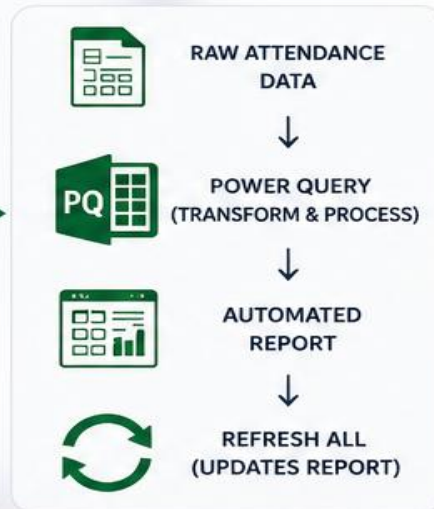 RAW ATTENDANCE
DATA
PQ
POWER QUERY
(TRANSFORM & PROCESS)
AUTOMATED
REPORT
REFRESH ALL
(UPDATES REPORT)